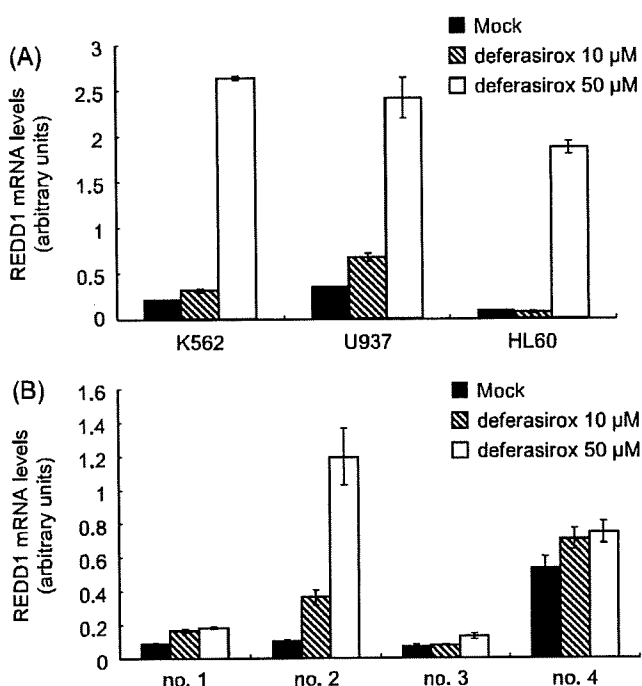 (A)
Mock
deferasirox 10 µM
deferasirox 50 µM
REDD1 mRNA levels
(arbitrary units)
3
2.5
2
1.5
1
0.5
0
K562 U937 HL60
(B)
Mock
deferasirox 10 µM
deferasirox 50 µM
REDD1 mRNA levels
(arbitrary units)
1.6
1.4
1.2
1
0.8
0.6
0.4
0.2
0
no. 1 no. 2 no. 3 no. 4